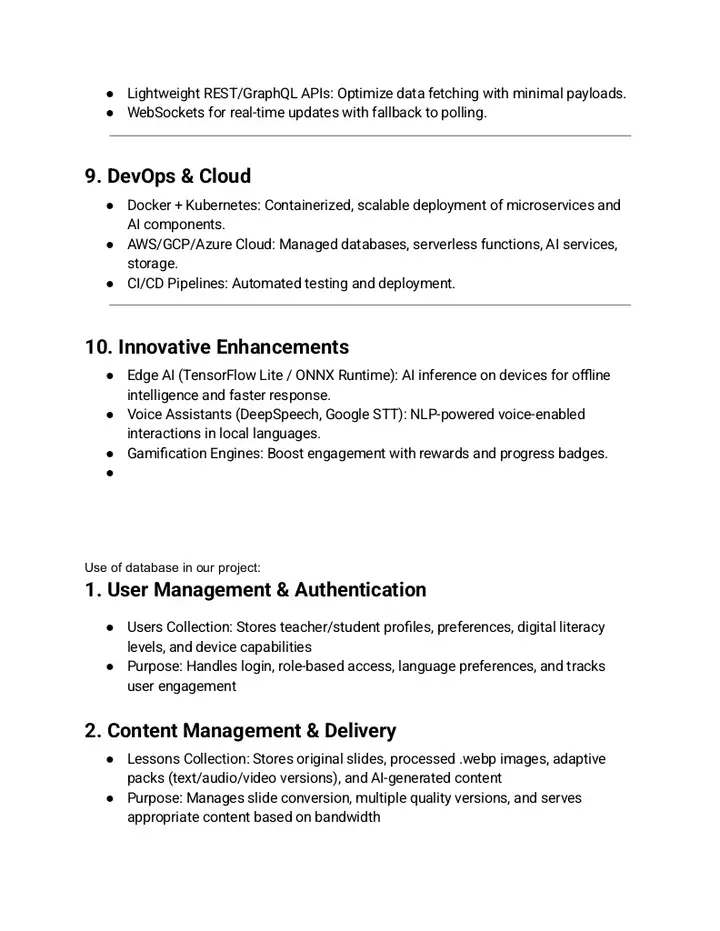 ● Lightweight REST/GraphQL APIs: Optimize data fetching with minimal payloads.
● WebSockets for real-time updates with fallback to polling.
9. DevOps & Cloud
● Docker + Kubernetes: Containerized, scalable deployment of microservices and
AI components.
● AWS/GCP/Azure Cloud: Managed databases, serverless functions, AI services,
storage.
● CI/CD Pipelines: Automated testing and deployment.
10. Innovative Enhancements
● Edge AI (TensorFlow Lite / ONNX Runtime): AI inference on devices for offline
intelligence and faster response.
● Voice Assistants (DeepSpeech, Google STT): NLP-powered voice-enabled
interactions in local languages.
● Gamification Engines: Boost engagement with rewards and progress badges.
●
Use of database in our project:
1. User Management & Authentication
● Users Collection: Stores teacher/student profiles, preferences, digital literacy
levels, and device capabilities
● Purpose: Handles login, role-based access, language preferences, and tracks
user engagement
2. Content Management & Delivery
● Lessons Collection: Stores original slides, processed .webp images, adaptive
packs (text/audio/video versions), and AI-generated content
● Purpose: Manages slide conversion, multiple quality versions, and serves
appropriate content based on bandwidth